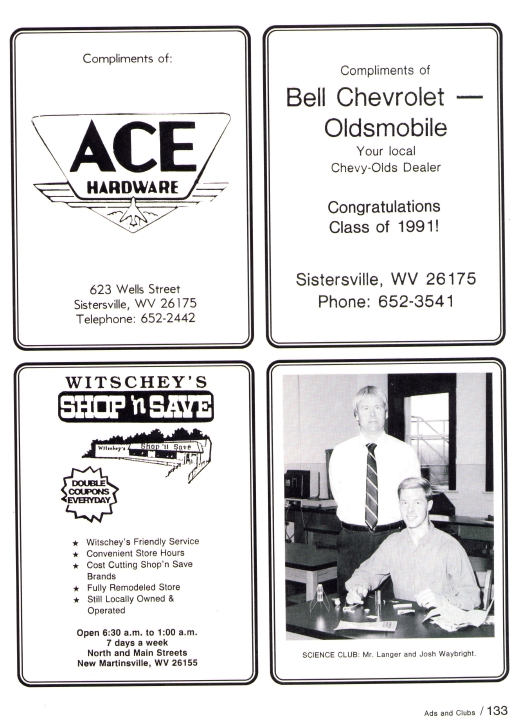 Compliments of:
ACE
HARDWARE
623 Wells Street
Sistersville, WV 26175
Telephone: 652-2442
Compliments of
Bell Chevrolet —
Oldsmobile
Your local
Chevy-Olds Dealer
Congratulations
Class of 1991!
Sistersville, WV 26175
Phone: 652-3541
WITSCHEY'S
SHOP 'n SAVE
Witschey's Shop 'n Save
DOUBLE
COUPONS
EVERYDAY
★ Witschey's Friendly Service
★ Convenient Store Hours
★ Cost Cutting Shop'n Save
Brands
★ Fully Remodeled Store
★ Still Locally Owned &
Operated
Open 6:30 a.m. to 1:00 a.m.
7 days a week
North and Main Streets
New Martinsville, WV 26155
SCIENCE CLUB: Mr. Langer and Josh Waybright.
Ads and Clubs / 133